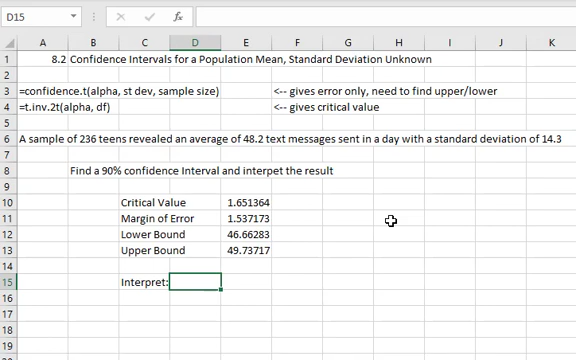 D15
fx
A B C D E F G H I J K
1 8.2 Confidence Intervals for a Population Mean, Standard Deviation Unknown
2
3 =confidence.t(alpha, st dev, sample size) <-- gives error only, need to find upper/lower
4 =t.inv.2t(alpha, df) <-- gives critical value
5
6 A sample of 236 teens revealed an average of 48.2 text messages sent in a day with a standard deviation of 14.3
7
8 Find a 90% confidence Interval and interpet the result
9
10 Critical Value 1.651364
11 Margin of Error 1.537173
12 Lower Bound 46.66283
13 Upper Bound 49.73717
14
15 Interpret:
16
17
18
19